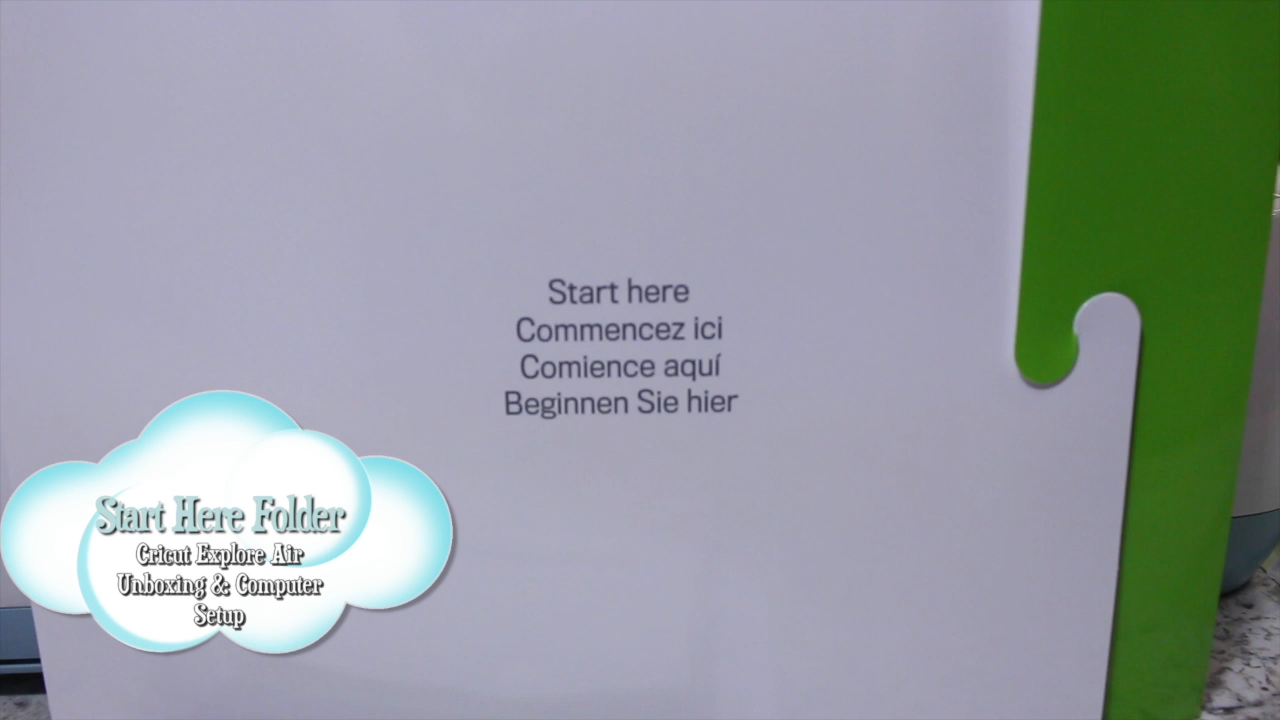 Start here
Commencez ici
Comience aquí
Beginnen Sie hier
Start Here Folder
Cricut Explore Air
Unboxing & Computer
Setup